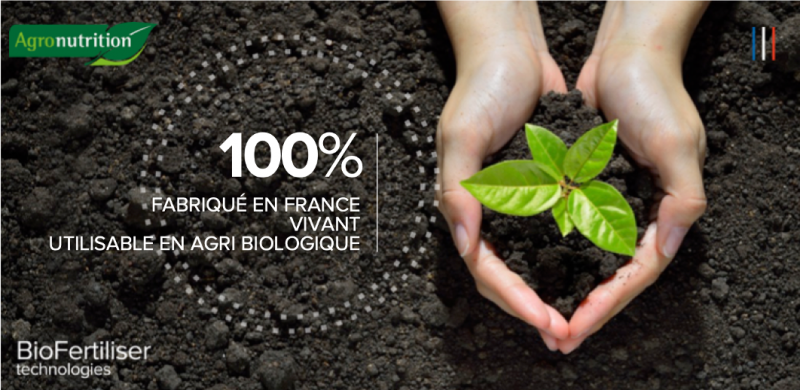 Agronutrition
100%
FABRIQUÉ EN FRANCE
VIVANT
UTILISABLE EN AGRI BIOLOGIQUE
BioFertiliser
technologies